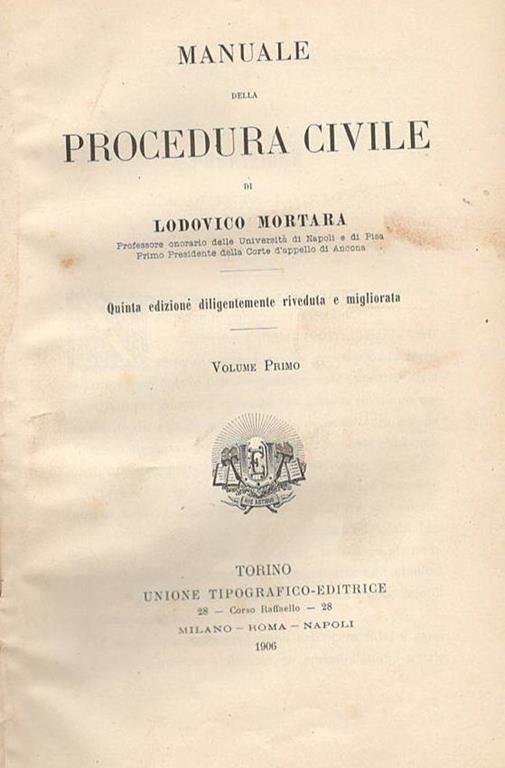 MANUALE
DELLA
PROCEDURA CIVILE
DI
LODOVICO MORTARA
Professore onorario delle Università di Napoli e di Pisa
Primo Presidente della Corte d'appello di Ancona
Quinta edizione diligentemente riveduta e migliorata
VOLUME PRIMO
TORINO
UNIONE TIPOGRAFICO-EDITRICE
28 — Corso Raffaello — 28
MILANO — ROMA — NAPOLI
1906